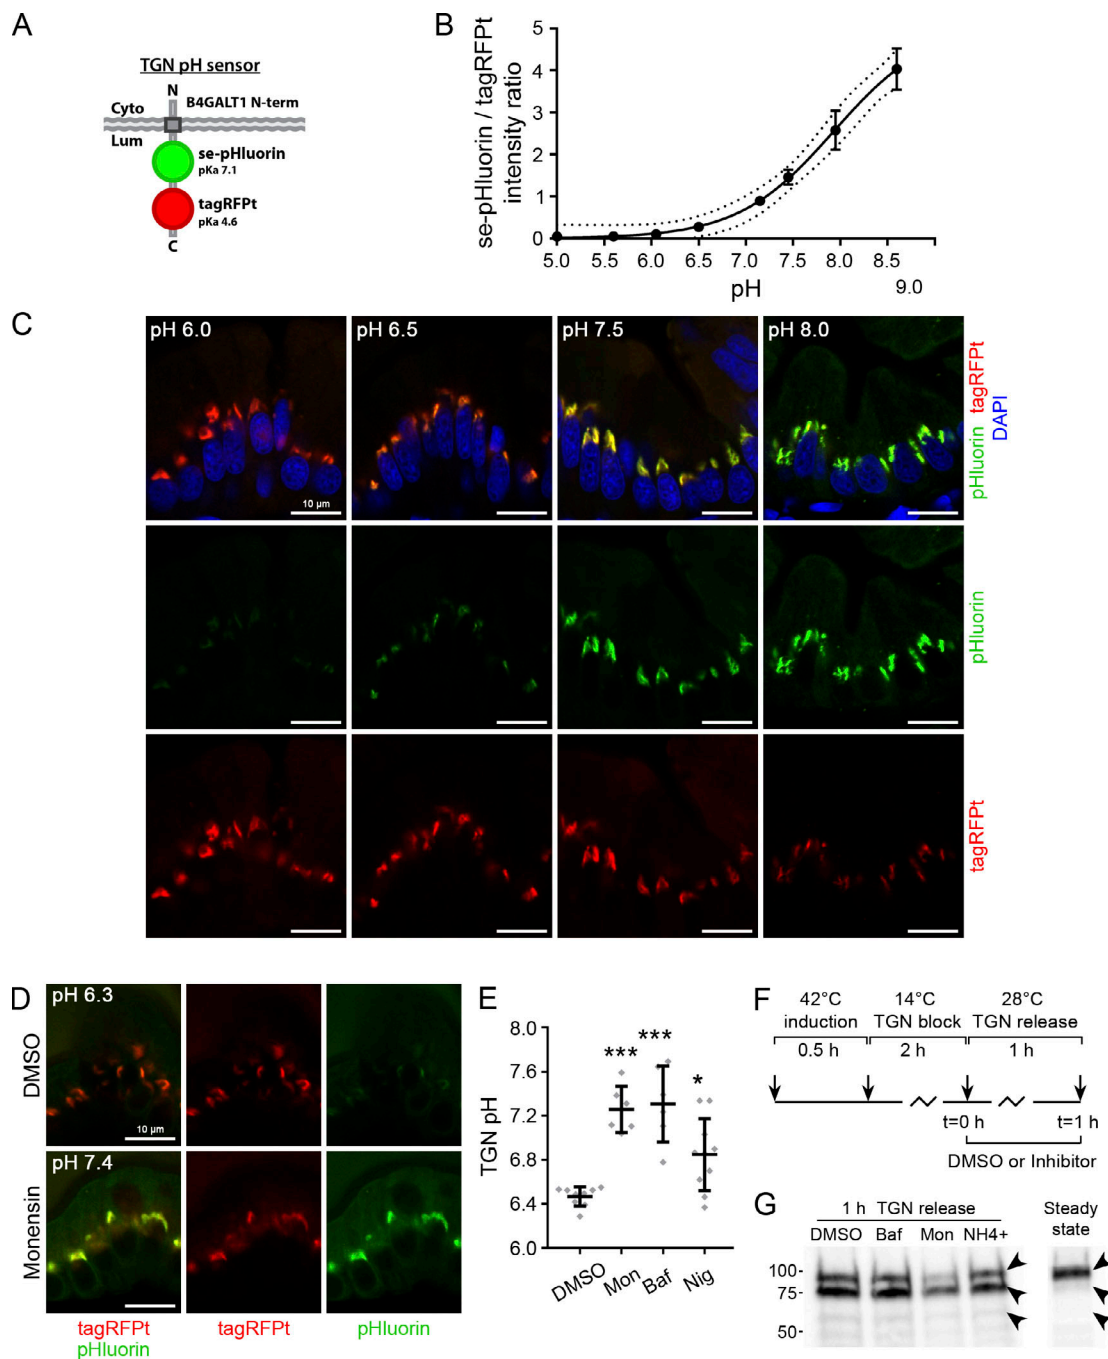 A
TGN pH sensor
N
B4GALT1 N-term
Cyto
Lum
se-pHluorin
pKa 7.1
tagRFPt
pKa 4.6
C
B
se-pHluorin / tagRFPt
intensity ratio
5
4
3
2
1
0
5.0 5.5 6.0 6.5 7.0 7.5 8.0 8.5
9.0
pH
C
pH 6.0
pH 6.5
pH 7.5
pH 8.0
10 µm
pHluorin tagRFPt
DAPI
pHluorin
tagRFPt
D
pH 6.3
DMSO
10 µm
pH 7.4
Monensin
tagRFPt
pHluorin
tagRFPt
pHluorin
E
TGN pH
8.0
7.6
7.2
6.8
6.4
6.0
***
***
*
DMSO
Mon
Baf
Nig
F
42°C
induction
0.5 h
14°C
TGN block
2 h
28°C
TGN release
1 h
t=0 h
t=1 h
DMSO or Inhibitor
G
1 h TGN release
DMSO Baf Mon NH4+
Steady
state
100
75
50